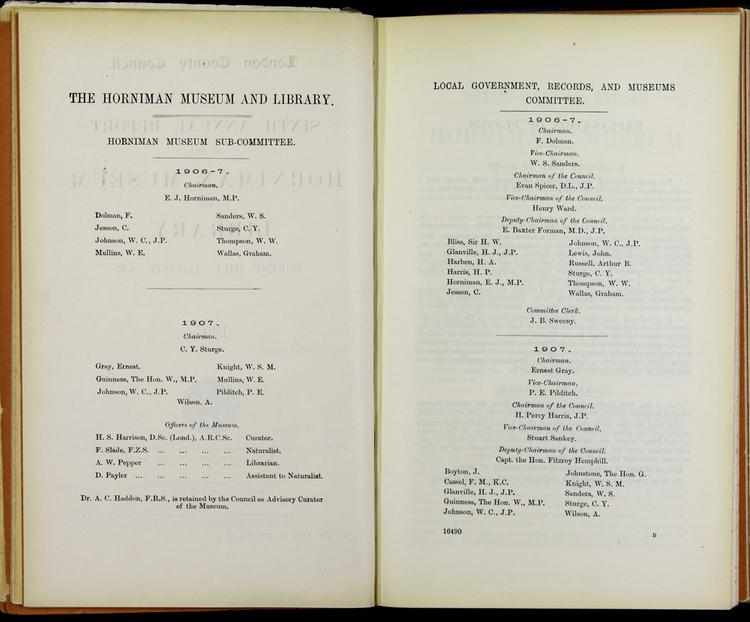 THE HORNIMAN MUSEUM AND LIBRARY.
HORNIMAN MUSEUM SUB-COMMITTEE.
1906-7.
Chairman.
E. J. Horniman, M.P.
Dolman, F. Sanders, W. S.
Jesson, C. Sturge, C. Y.
Johnson, W. C., J.P. Thompson, W. W.
Mullins, W. E. Wallas, Graham.
1907.
Chairman.
C. Y. Sturge.
Gray, Ernest. Knight, W. S. M.
Guinness, The Hon. W., M.P. Mullins, W. E.
Johnson, W. C., J.P. Pilditch, P. E.
Wilson, A.
Officers of the Museum.
H. S. Harrison, D.Sc. (Lond.), A.R.C.Sc. Curator.
F. Slade, F.Z.S. ... ... ... ... Naturalist.
A. W. Pepper ... ... ... ... Librarian.
D. Payler ... ... ... ... ... Assistant to Naturalist.
Dr. A. C. Haddon, F.R.S., is retained by the Council as Advisory Curator
of the Museum.
LOCAL GOVERNMENT, RECORDS, AND MUSEUMS
COMMITTEE.
1906-7.
Chairman.
F. Dolman.
Vice-Chairman.
W. S. Sanders.
Chairman of the Council.
Evan Spicer, D.L., J.P.
Vice-Chairman of the Council.
Henry Ward.
Deputy-Chairman of the Council.
E. Baxter Forman, M.D., J.P.
Bliss, Sir H. W. Johnson, W. C., J.P.
Glanville, H. J., J.P. Lewis, John.
Harben, H. A. Russell, Arthur B.
Harris, H. P. Sturge, C. Y.
Horniman, E. J., M.P. Thompson, W. W.
Jesson, C. Wallas, Graham.
Committee Clerk.
J. B. Sweeny.
1907.
Chairman.
Ernest Gray.
Vice-Chairman.
P. E. Pilditch.
Chairman of the Council.
H. Percy Harris, J.P.
Vice-Chairman of the Council.
Stuart Sankey.
Deputy-Chairman of the Council.
Capt. the Hon. Fitzroy Hemphill.
Boyton, J. Johnstone, The Hon. G.
Cassel, F. M., K.C. Knight, W. S. M.
Glanville, H. J., J.P. Sanders, W. S.
Guinness, The Hon. W., M.P. Sturge, C. Y.
Johnson, W. C., J.P. Wilson, A.
16490 B